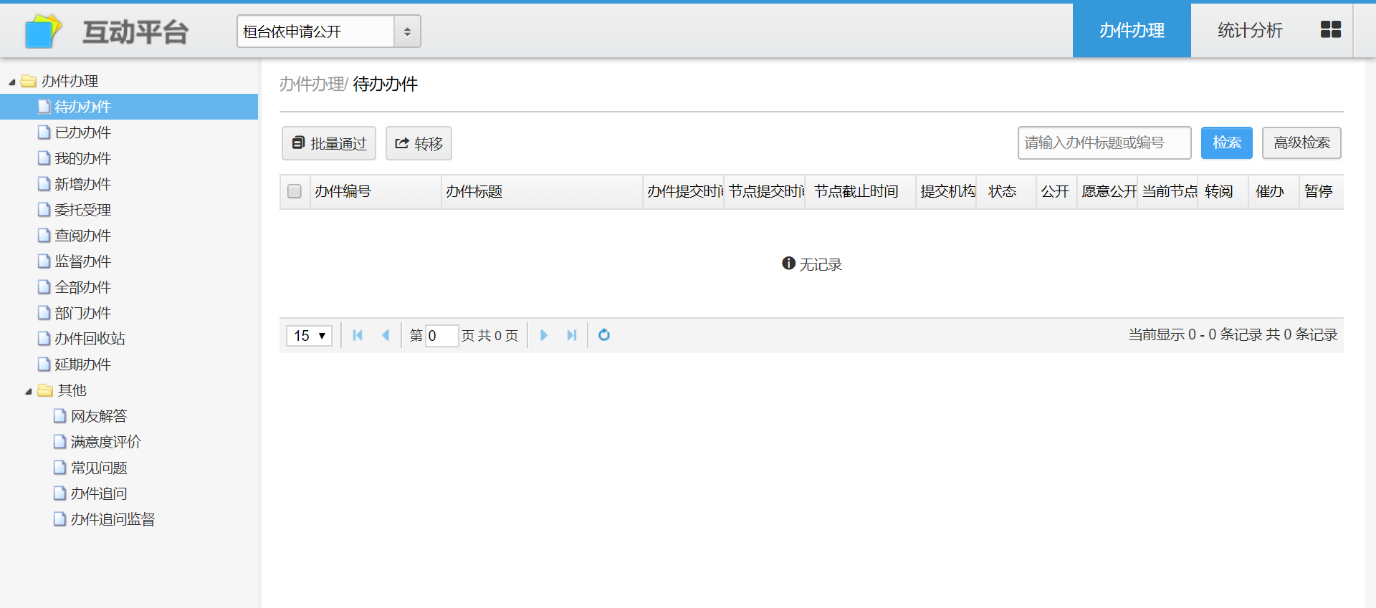 互动平台
桓台依申请公开
办件办理
统计分析
办件办理
待办办件
已办办件
我的办件
新增办件
委托受理
查阅办件
监督办件
全部办件
部门办件
办件回收站
延期办件
其他
网友解答
满意度评价
常见问题
办件追问
办件追问监督
办件办理/ 待办办件
批量通过
转移
请输入办件标题或编号
检索
高级检索
办件编号 办件标题 办件提交时间 节点提交时间 节点截止时间 提交机构 状态 公开 愿意公开 当前节点 转阅 催办 暂停
无记录
15 第 0 页 共 0 页
当前显示 0 - 0 条记录 共 0 条记录